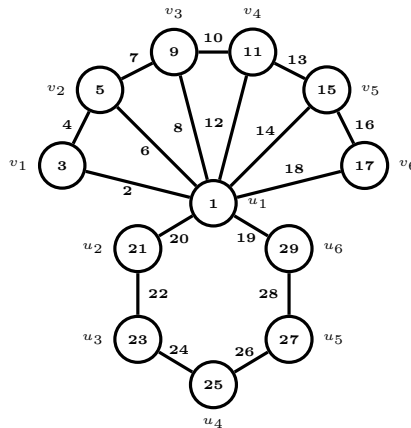 v₃ v₄
10
7 9 11 13
v₂ 5 15 v₅
4 8 12 16
6 14
v₁ 3 2 18 17 v₆
1 u₁
20 19
u₂ 21 29 u₆
22 28
u₃ 23 27 u₅
24 26
25
u₄